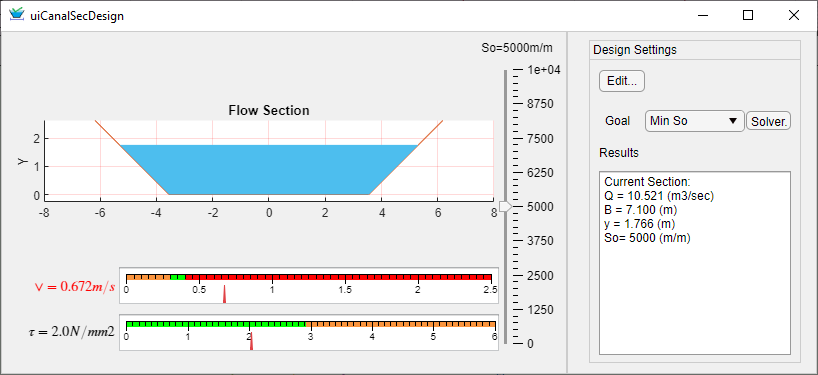 uiCanalSecDesign
So=5000m/m
Flow Section
Y
2
1
0
-8 -6 -4 -2 0 2 4 6 8
1e+04
8750
7500
6250
5000
3750
2500
1250
0
v = 0.672m/s
0 0.5 1 1.5 2 2.5
τ = 2.0N/mm2
0 1 2 3 4 5 6
Design Settings
Edit...
Goal Min So Solver.
Results
Current Section:
Q = 10.521 (m3/sec)
B = 7.100 (m)
y = 1.766 (m)
So= 5000 (m/m)